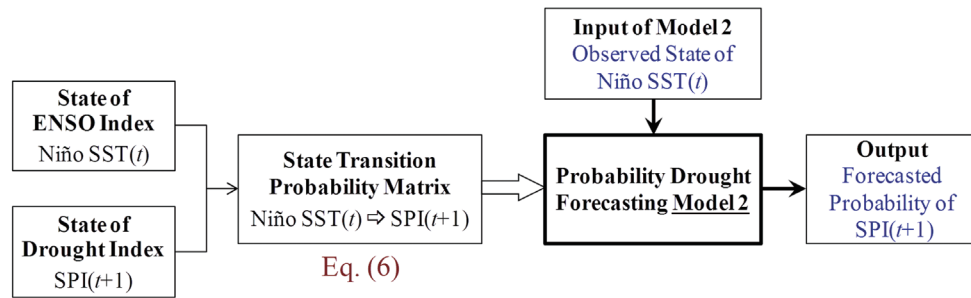 State of
ENSO Index
Niño SST(t)
State of
Drought Index
SPI(t+1)
State Transition
Probability Matrix
Niño SST(t) ⇨ SPI(t+1)
Eq. (6)
Input of Model 2
Observed State of
Niño SST(t)
Probability Drought
Forecasting Model 2
Output
Forecasted
Probability of
SPI(t+1)